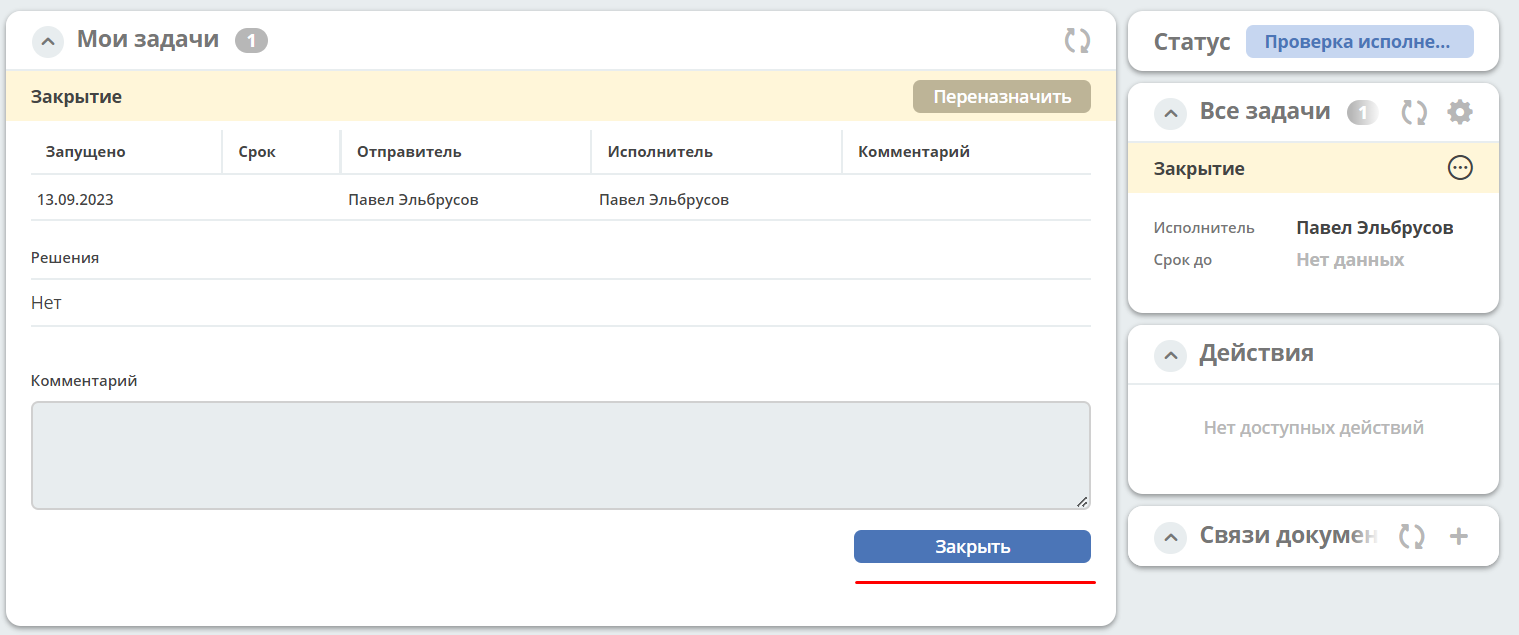 Мои задачи 1
Закрытие Переназначить
Запущено Срок Отправитель Исполнитель Комментарий
13.09.2023 Павел Эльбрусов Павел Эльбрусов
Решения
Нет
Комментарий
Закрыть
Статус Проверка исполне...
Все задачи 1
Закрытие
Исполнитель Павел Эльбрусов
Срок до Нет данных
Действия
Нет доступных действий
Связи докумен